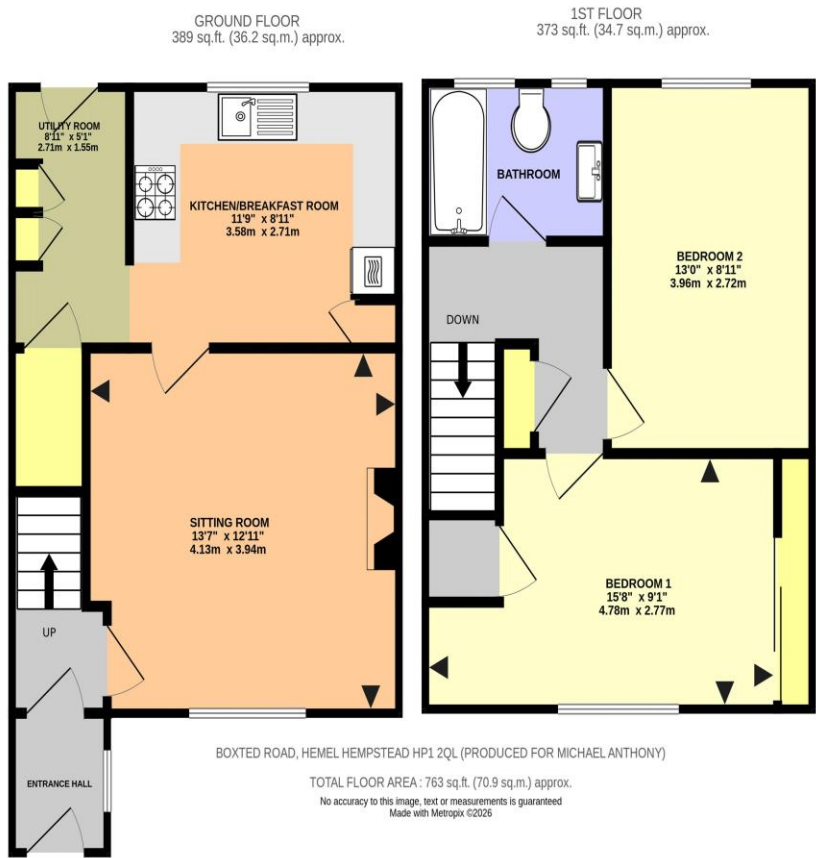 GROUND FLOOR
389 sq.ft. (36.2 sq.m.) approx.
1ST FLOOR
373 sq.ft. (34.7 sq.m.) approx.
UTILITY ROOM
8'11" x 5'1"
2.71m x 1.55m
KITCHEN/BREAKFAST ROOM
11'9" x 8'11"
3.58m x 2.71m
SITTING ROOM
13'7" x 12'11"
4.13m x 3.94m
UP
ENTRANCE HALL
BATHROOM
BEDROOM 2
13'0" x 8'11"
3.96m x 2.72m
DOWN
BEDROOM 1
15'8" x 9'1"
4.78m x 2.77m
BOXTED ROAD, HEMEL HEMPSTEAD HP1 2QL (PRODUCED FOR MICHAEL ANTHONY)
TOTAL FLOOR AREA : 763 sq.ft. (70.9 sq.m.) approx.
No accuracy to this image, text or measurements is guaranteed
Made with Metropix ©2026